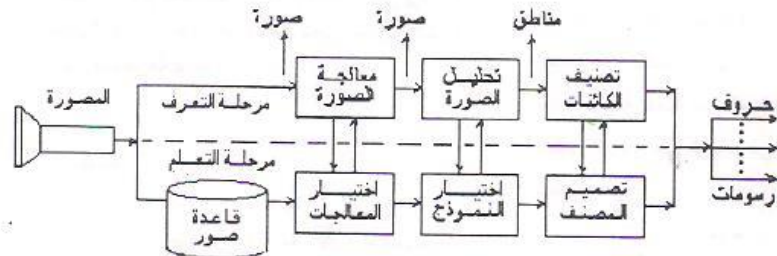 صورة
صورة
مناطق
المصورة
معالجة
الصورة
تحليل
الصورة
تصنيف
الكائنات
مرحلة التعرف
حروف
مرحلة التعلم
قاعدة
صور
اختيار
المعالجات
اختيار
النموذج
تصميم
المصنف
رسومات